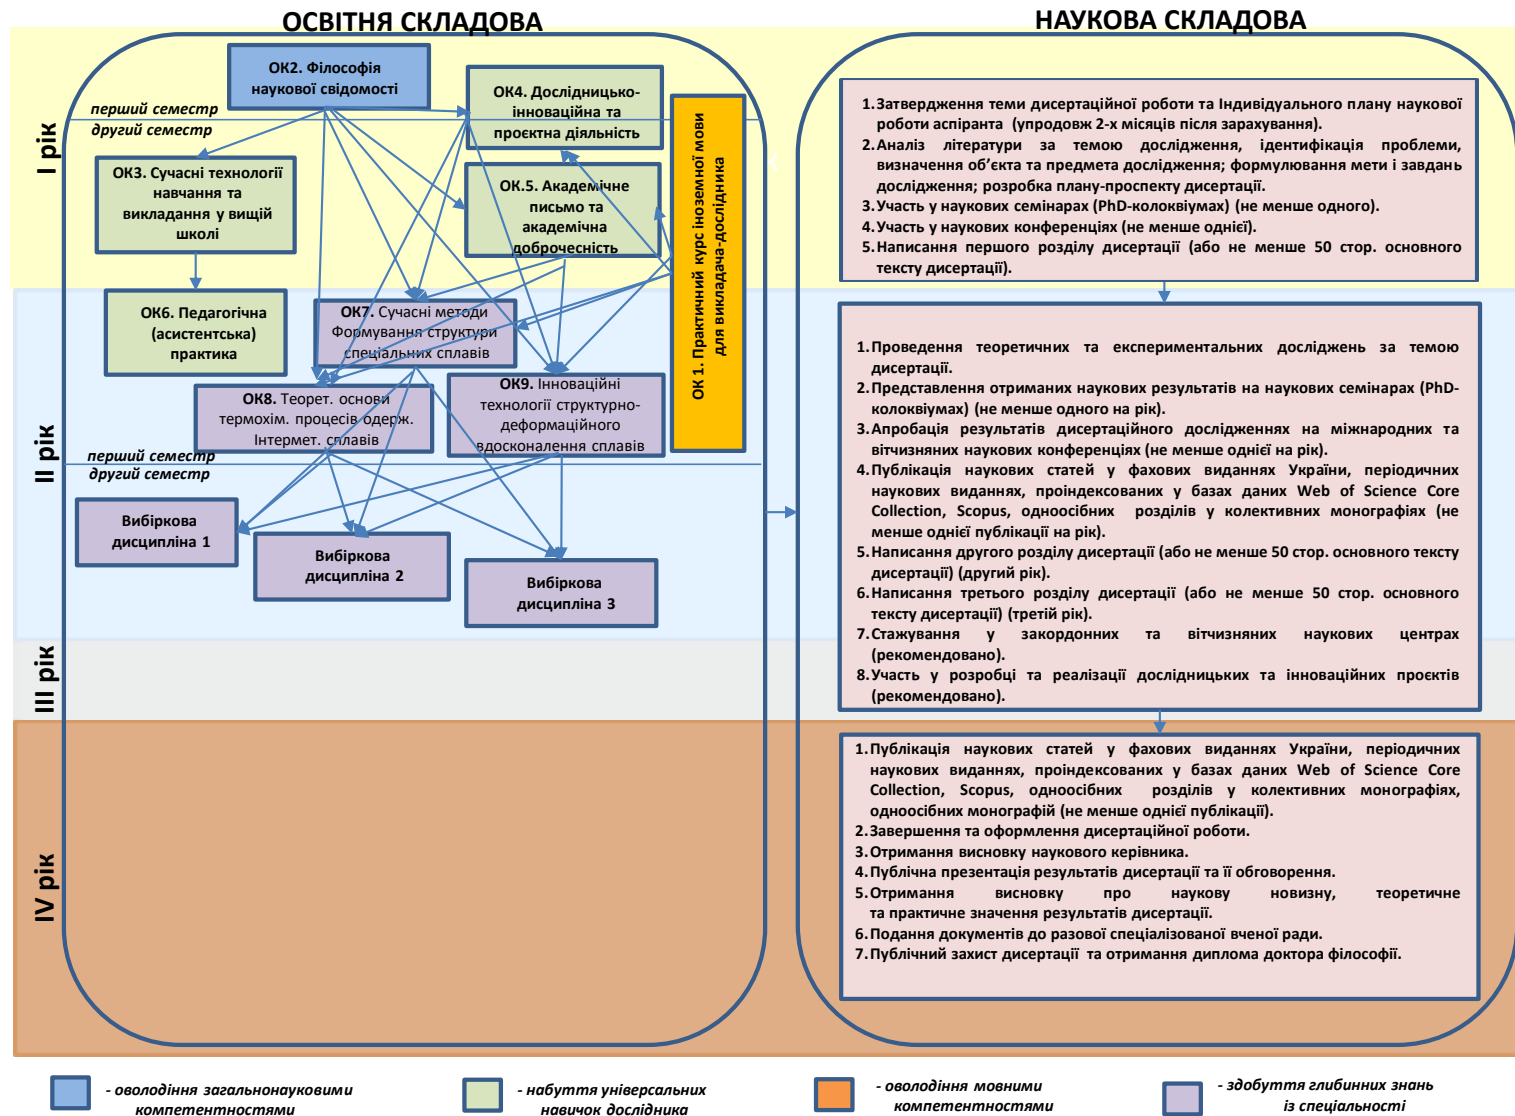 ОСВІТНЯ СКЛАДОВА
НАУКОВА СКЛАДОВА
І рік
перший семестр
другий семестр
ОК2. Філософія
наукової свідомості
ОК4. Дослідницько-
інноваційна та
проєктна діяльність
ОК3. Сучасні технології
навчання та
викладання у вищій
школі
ОК.5. Академічне
письмо та
академічна
доброчесність
ОК 1. Практичний курс іноземної мови
для викладача-дослідника
ОК6. Педагогічна
(асистентська)
практика
ОК7. Сучасні методи
Формування структури
спеціальних сплавів
ІІ рік
ОК8. Теорет. основи
термохім. процесів одерж.
Інтермет. сплавів
ОК9. Інноваційні
технології структурно-
деформаційного
вдосконалення сплавів
перший семестр
другий семестр
Вибіркова
дисципліна 1
Вибіркова
дисципліна 2
Вибіркова
дисципліна 3
ІІІ рік
IV рік
1. Затвердження теми дисертаційної роботи та Індивідуального плану наукової
роботи аспіранта (упродовж 2-х місяців після зарахування).
2. Аналіз літератури за темою дослідження, ідентифікація проблеми,
визначення об’єкта та предмета дослідження; формулювання мети і завдань
дослідження; розробка плану-проспекту дисертації.
3. Участь у наукових семінарах (PhD-колоквіумах) (не менше одного).
4. Участь у наукових конференціях (не менше однієї).
5. Написання першого розділу дисертації (або не менше 50 стор. основного
тексту дисертації).
1. Проведення теоретичних та експериментальних досліджень за темою
дисертації.
2. Представлення отриманих наукових результатів на наукових семінарах (PhD-
колоквіумах) (не менше одного на рік).
3. Апробація результатів дисертаційного дослідженнях на міжнародних та
вітчизняних наукових конференціях (не менше однієї на рік).
4. Публікація наукових статей у фахових виданнях України, періодичних
наукових виданнях, проіндексованих у базах даних Web of Science Core
Collection, Scopus, одноосібних розділів у колективних монографіях (не
менше однієї публікації на рік).
5. Написання другого розділу дисертації (або не менше 50 стор. основного тексту
дисертації) (другий рік).
6. Написання третього розділу дисертації (або не менше 50 стор. основного
тексту дисертації) (третій рік).
7. Стажування у закордонних та вітчизняних наукових центрах
(рекомендовано).
8. Участь у розробці та реалізації дослідницьких та інноваційних проєктів
(рекомендовано).
1. Публікація наукових статей у фахових виданнях України, періодичних
наукових виданнях, проіндексованих у базах даних Web of Science Core
Collection, Scopus, одноосібних розділів у колективних монографіях,
одноосібних монографій (не менше однієї публікації).
2. Завершення та оформлення дисертаційної роботи.
3. Отримання висновку наукового керівника.
4. Публічна презентація результатів дисертації та її обговорення.
5. Отримання висновку про наукову новизну, теоретичне
та практичне значення результатів дисертації.
6. Подання документів до разової спеціалізованої вченої ради.
7. Публічний захист дисертації та отримання диплома доктора філософії.
- оволодіння загальнонауковими
компетентностями
- набуття універсальних
навичок дослідника
- оволодіння мовними
компетентностями
- здобуття глибинних знань
із спеціальності